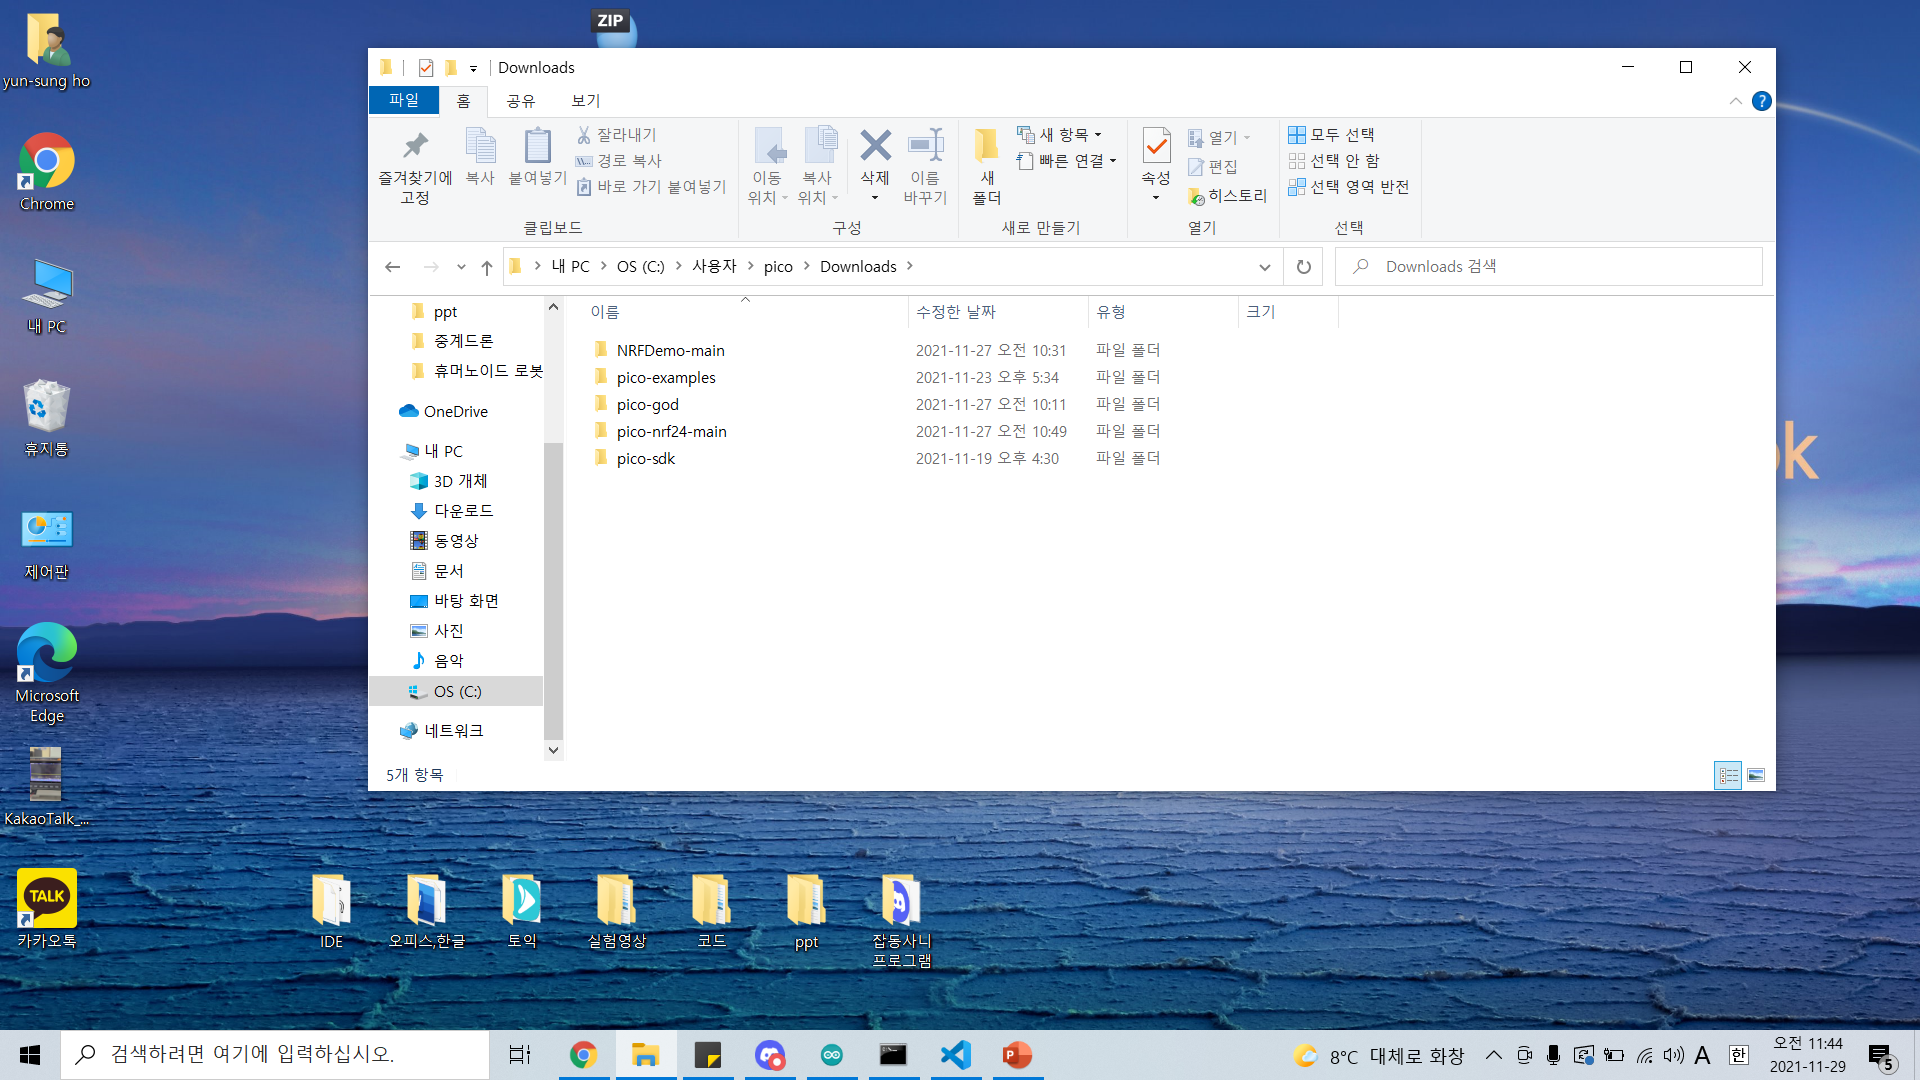 ZIP
yun-sung ho
Chrome
내 PC
휴지통
제어판
Microsoft
Edge
KakaoTalk_...
TALK
카카오톡
Downloads
파일
홈
공유
보기
?
즐겨찾기에
고정
복사
붙여넣기
잘라내기
경로 복사
바로 가기 붙여넣기
클립보드
이동
위치
복사
위치
삭제
이름
바꾸기
구성
새
폴더
새 항목
빠른 연결
새로 만들기
속성
열기
편집
히스토리
열기
모두 선택
선택 안 함
선택 영역 반전
선택
내 PC > OS (C:) > 사용자 > pico > Downloads >
Downloads 검색
ppt
중계드론
휴머노이드 로봇
OneDrive
내 PC
3D 개체
다운로드
동영상
문서
바탕 화면
사진
음악
OS (C:)
네트워크
이름 수정한 날짜 유형 크기
NRFDemo-main 2021-11-27 오전 10:31 파일 폴더
pico-examples 2021-11-23 오후 5:34 파일 폴더
pico-god 2021-11-27 오전 10:11 파일 폴더
pico-nrf24-main 2021-11-27 오전 10:49 파일 폴더
pico-sdk 2021-11-19 오후 4:30 파일 폴더
5개 항목
IDE
오피스,한글
토익
실험영상
코드
ppt
잡동사니
프로그램
검색하려면 여기에 입력하십시오.
8°C 대체로 화창
A
한
오전 11:44
2021-11-29
5